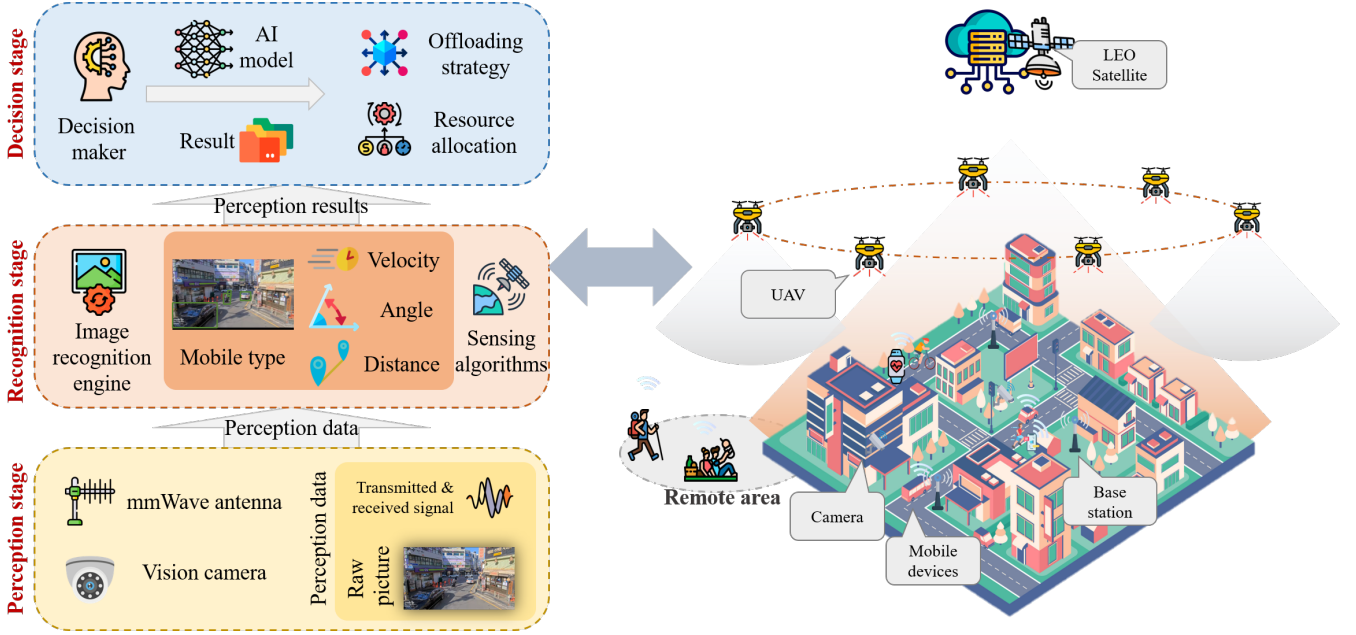 Decision stage
AI
model
Offloading
strategy
Decision
maker
Result
Resource
allocation
Perception results
Recognition stage
Image
recognition
engine
Mobile type
Velocity
Angle
Distance
Sensing
algorithms
Perception data
Perception stage
mmWave antenna
Vision camera
Perception data
Transmitted &
received signal
Raw
picture
LEO
Satellite
UAV
Remote area
Camera
Mobile
devices
Base
station